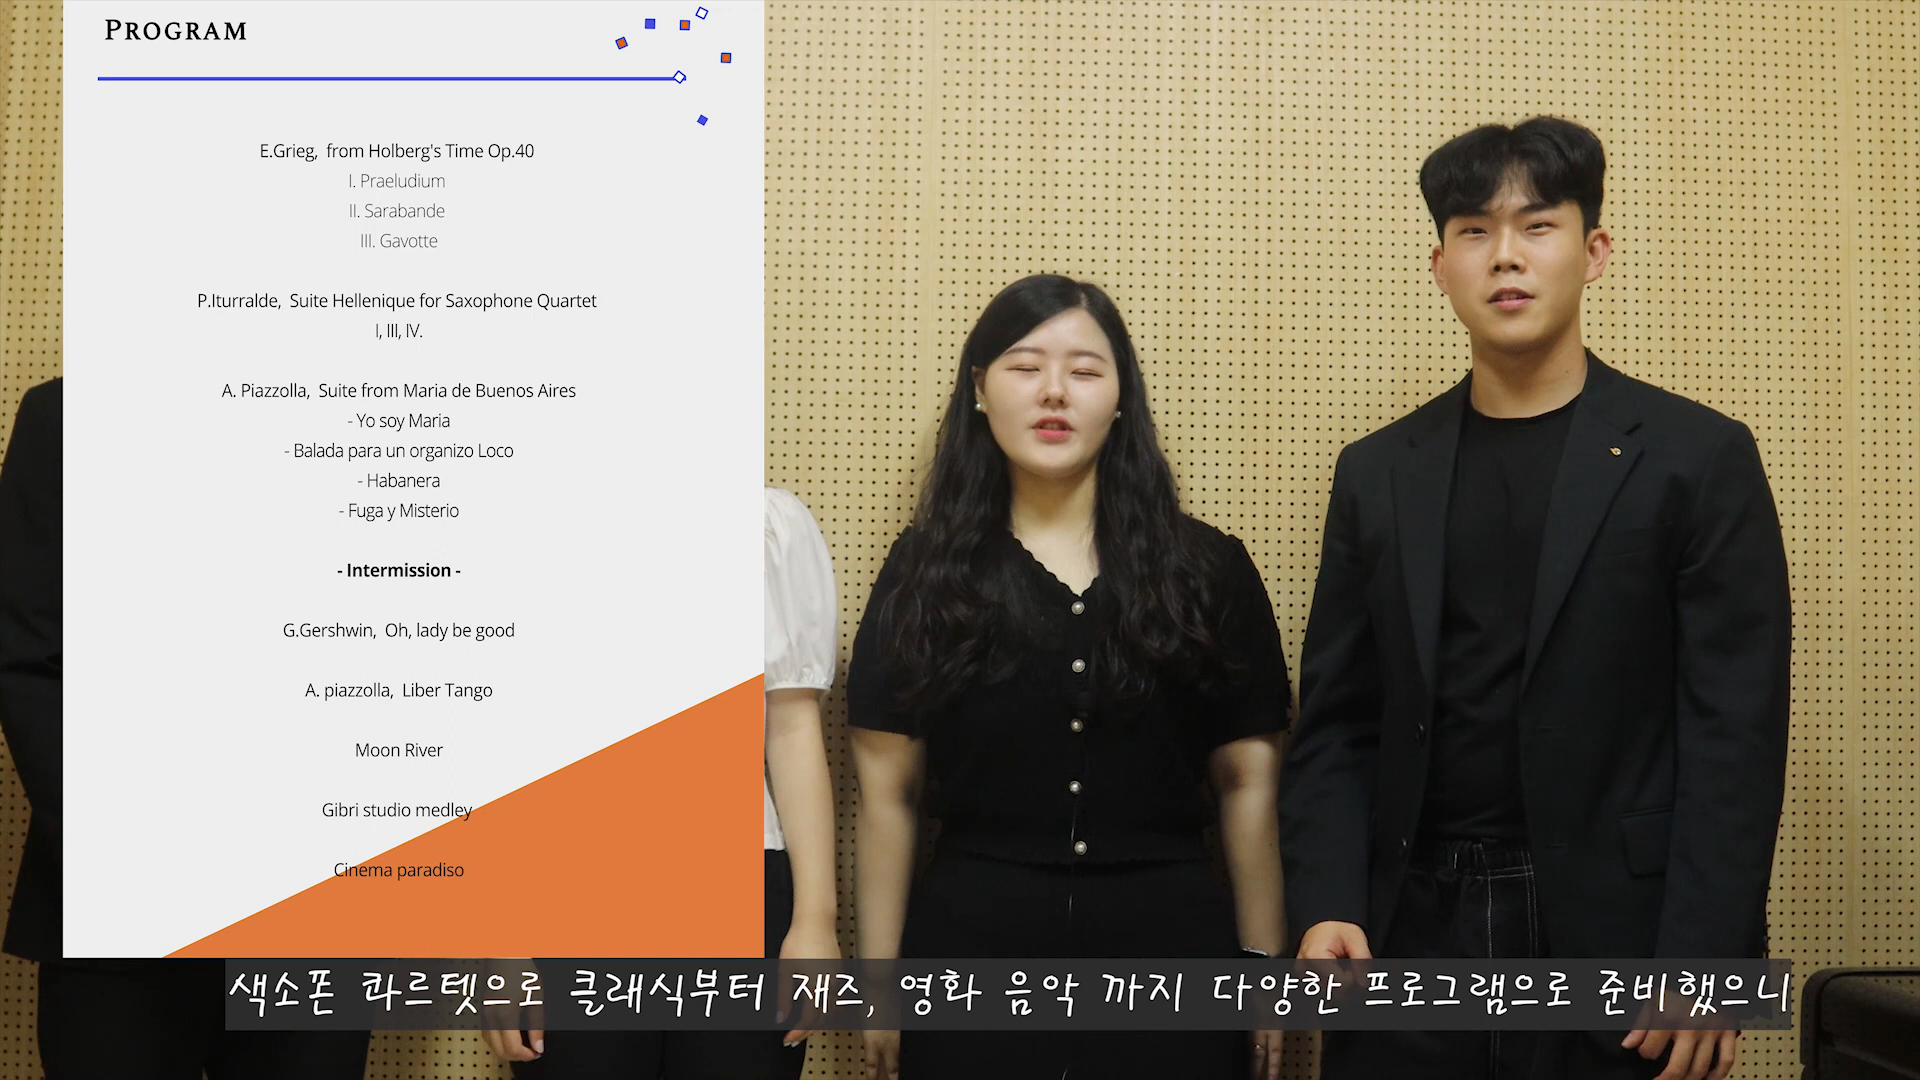 PROGRAM
E.Grieg, from Holberg's Time Op.40
I. Praeludium
II. Sarabande
III. Gavotte
P.Iturralde, Suite Hellenique for Saxophone Quartet
I, III, IV.
A. Piazzolla, Suite from Maria de Buenos Aires
- Yo soy Maria
- Balada para un organizo Loco
- Habanera
- Fuga y Misterio
- Intermission -
G.Gershwin, Oh, lady be good
A. piazzolla, Liber Tango
Moon River
Gibri studio medley
Cinema paradiso
색소폰 콰르텟으로 클래식부터 재즈, 영화 음악 까지 다양한 프로그램으로 준비했으니